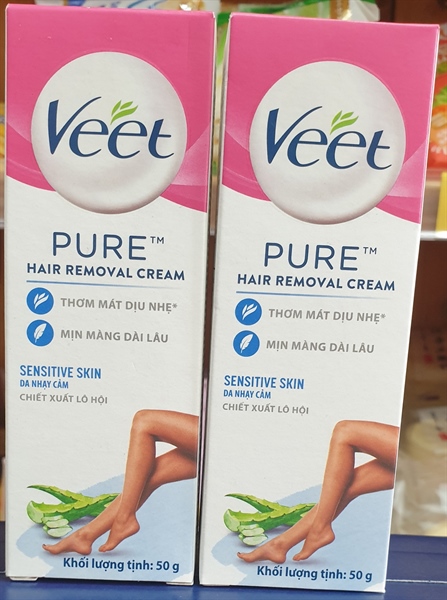 Veet
PURE™
HAIR REMOVAL CREAM
THƠM MÁT DỊU NHẸ*
MỊN MÀNG DÀI LÂU
SENSITIVE SKIN
DA NHẠY CẢM
CHIẾT XUẤT LÔ HỘI
Khối lượng tịnh: 50 g
Veet
PURE™
HAIR REMOVAL CREAM
THƠM MÁT DỊU NHẸ*
MỊN MÀNG DÀI LÂU
SENSITIVE SKIN
DA NHẠY CẢM
CHIẾT XUẤT LÔ HỘI
Khối lượng tịnh: 50 g